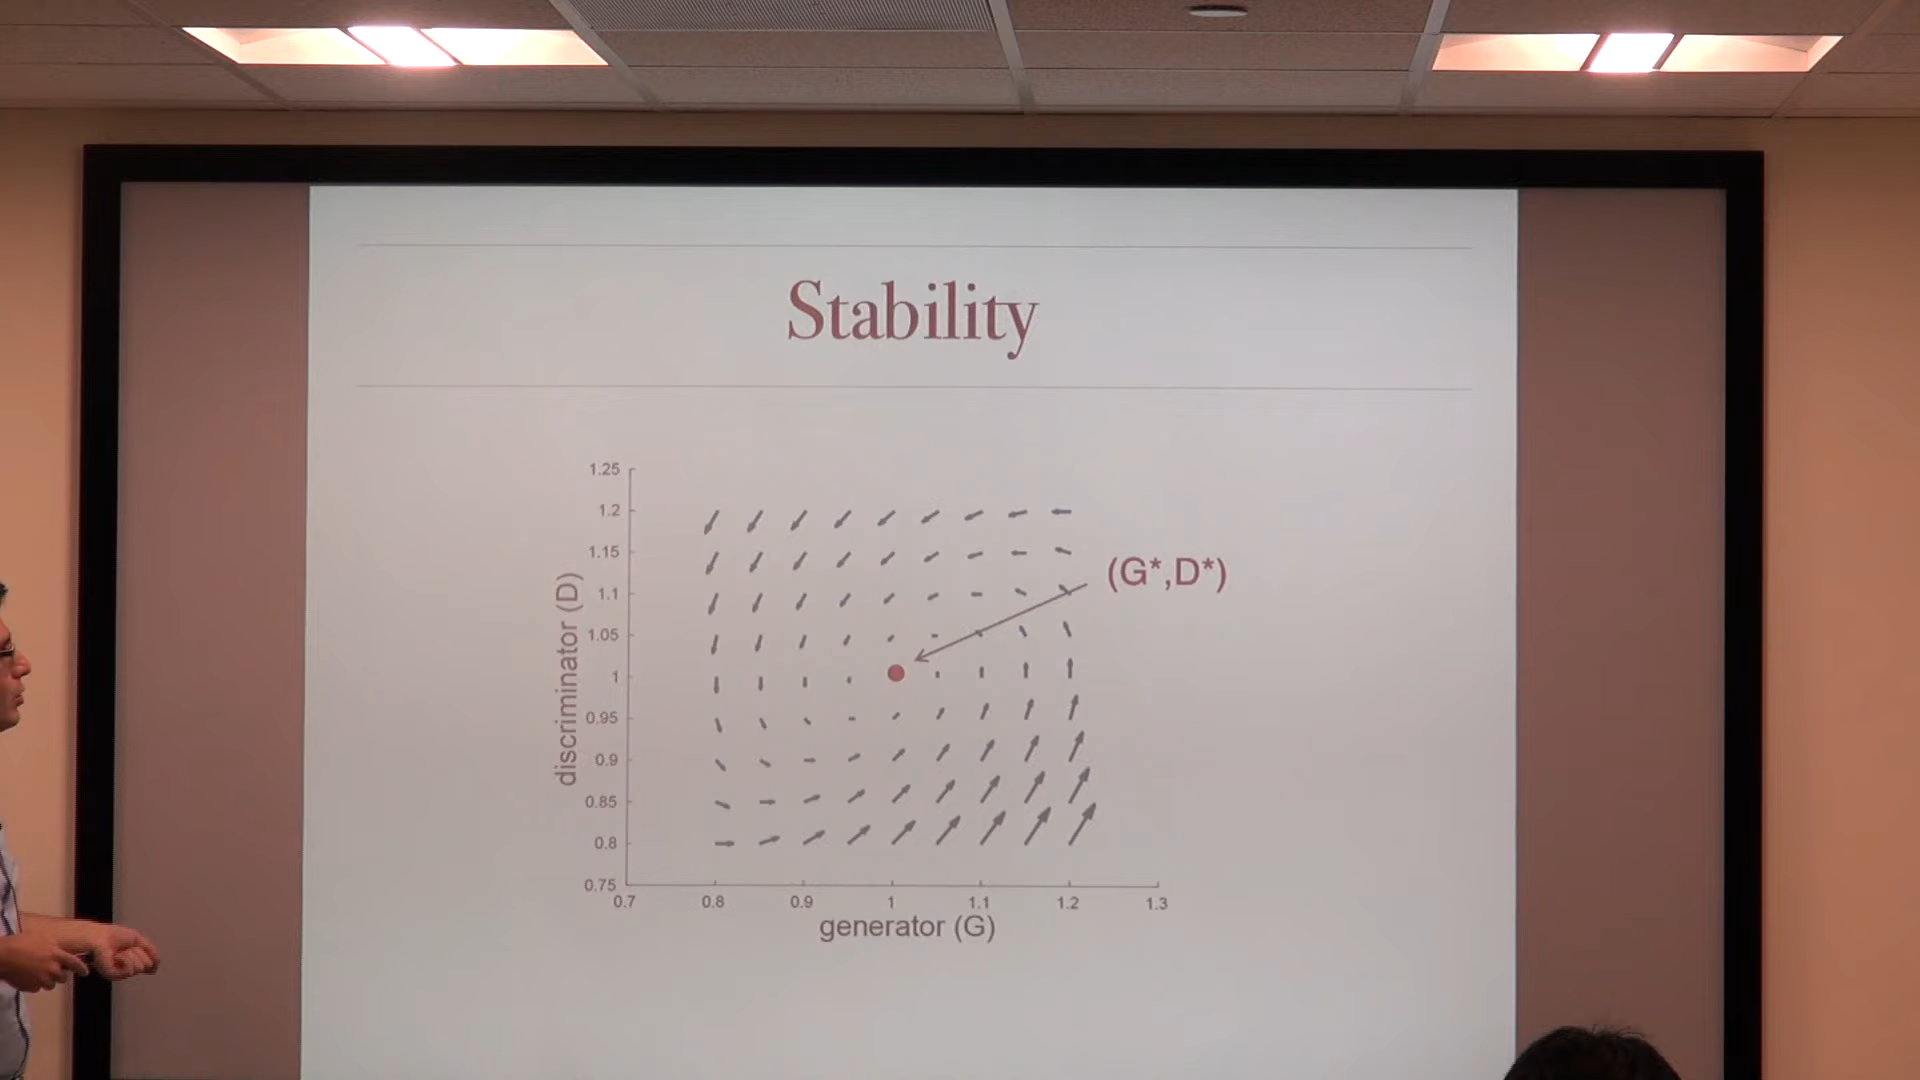 Stability
1.25
1.2
1.15
1.1
1.05
1
0.95
0.9
0.85
0.8
0.75
discriminator (D)
(G*,D*)
0.7 0.8 0.9 1 1.1 1.2 1.3
generator (G)